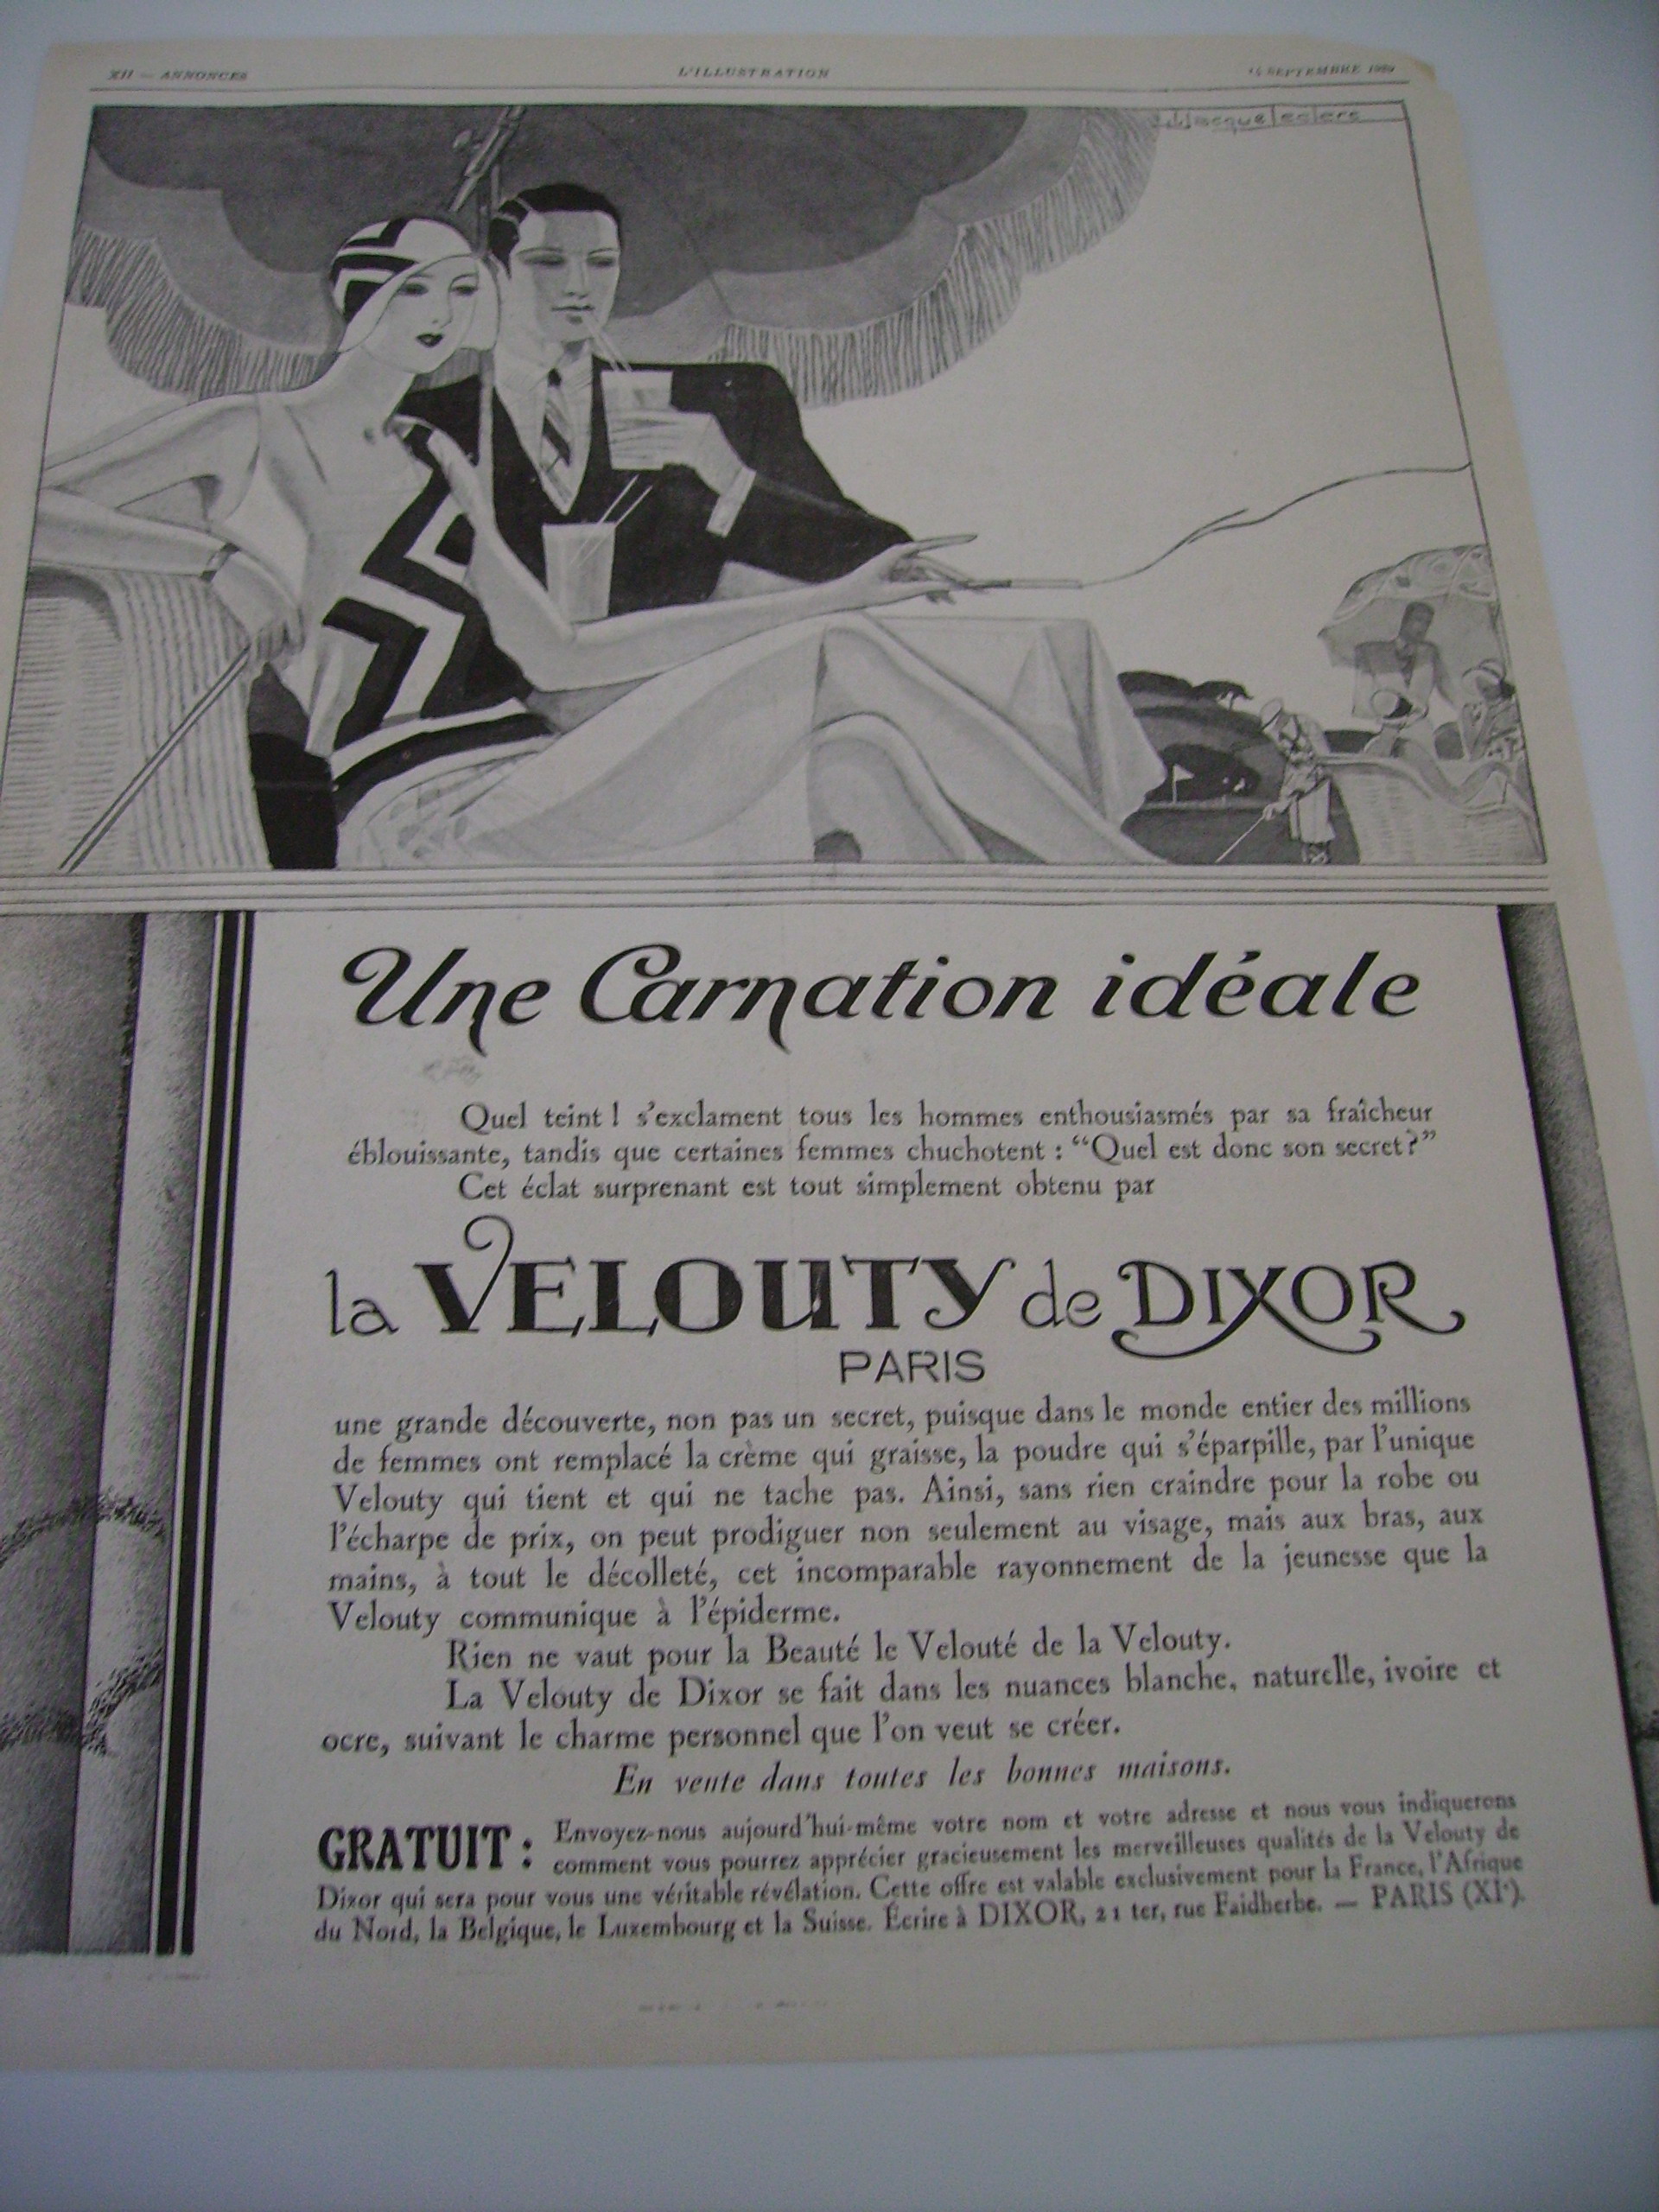 XII — ANNONCES
L'ILLUSTRATION
14 SEPTEMBRE 1929
Jacque Leclerc
Une Carnation idéale
Quel teint ! s'exclament tous les hommes enthousiasmés par sa fraîcheur
éblouissante, tandis que certaines femmes chuchotent : “Quel est donc son secret?”
Cet éclat surprenant est tout simplement obtenu par
la VELOUTY de DIXOR
PARIS
une grande découverte, non pas un secret, puisque dans le monde entier des millions
de femmes ont remplacé la crème qui graisse, la poudre qui s'éparpille, par l'unique
Velouty qui tient et qui ne tache pas. Ainsi, sans rien craindre pour la robe ou
l'écharpe de prix, on peut prodiguer non seulement au visage, mais aux bras, aux
mains, à tout le décolleté, cet incomparable rayonnement de la jeunesse que la
Velouty communique à l'épiderme.
Rien ne vaut pour la Beauté le Velouté de la Velouty.
La Velouty de Dixor se fait dans les nuances blanche, naturelle, ivoire et
ocre, suivant le charme personnel que l'on veut se créer.
En vente dans toutes les bonnes maisons.
GRATUIT : Envoyez-nous aujourd'hui-même votre nom et votre adresse et nous vous indiquerons
comment vous pourrez apprécier gracieusement les merveilleuses qualités de la Velouty de
Dixor qui sera pour vous une véritable révélation. Cette offre est valable exclusivement pour la France, l'Afrique
du Nord, la Belgique, le Luxembourg et la Suisse. Écrire à DIXOR, 21 ter, rue Faidherbe. — PARIS (XIᵉ).